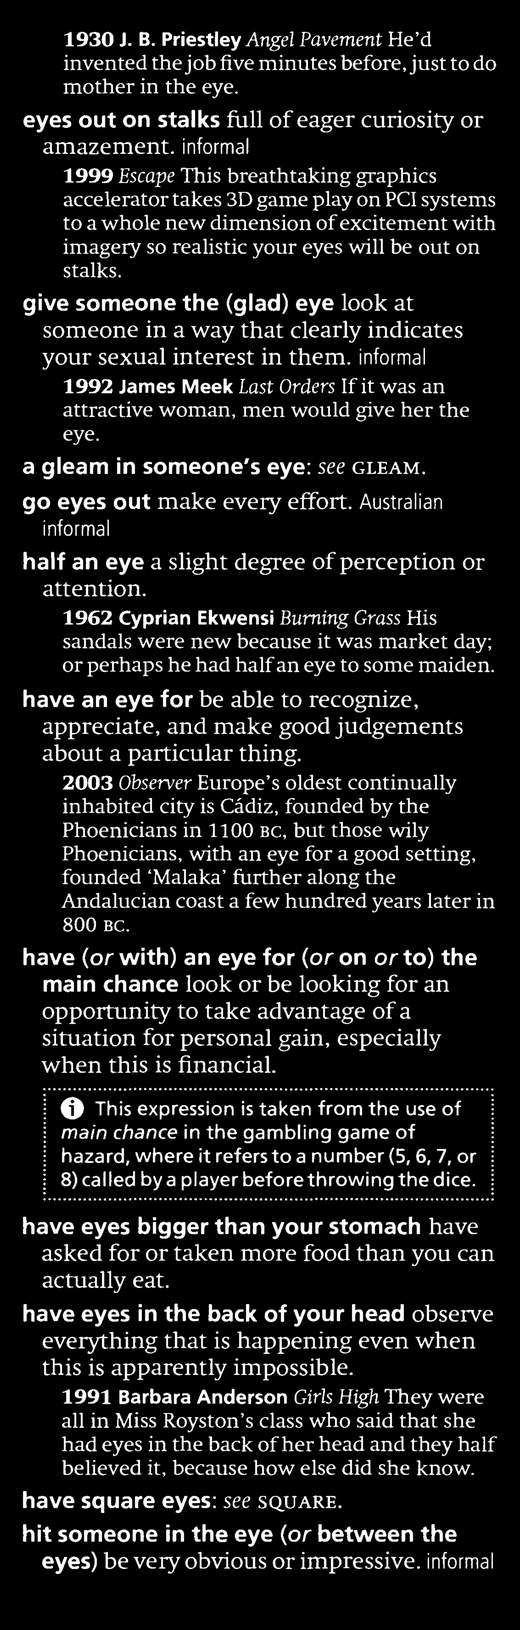 1930 J. B. Priestley Angel Pavement He'd
invented the job five minutes before, just to do
mother in the eye.
eyes out on stalks full of eager curiosity or
amazement. informal
1999 Escape This breathtaking graphics
accelerator takes 3D game play on PCI systems
to a whole new dimension of excitement with
imagery so realistic your eyes will be out on
stalks.
give someone the (glad) eye look at
someone in a way that clearly indicates
your sexual interest in them. informal
1992 James Meek Last Orders If it was an
attractive woman, men would give her the
eye.
a gleam in someone's eye: see GLEAM.
go eyes out make every effort. Australian
informal
half an eye a slight degree of perception or
attention.
1962 Cyprian Ekwensi Burning Grass His
sandals were new because it was market day;
or perhaps he had half an eye to some maiden.
have an eye for be able to recognize,
appreciate, and make good judgements
about a particular thing.
2003 Observer Europe's oldest continually
inhabited city is Cádiz, founded by the
Phoenicians in 1100 BC, but those wily
Phoenicians, with an eye for a good setting,
founded 'Malaka' further along the
Andalucian coast a few hundred years later in
800 BC.
have (or with) an eye for (or on or to) the
main chance look or be looking for an
opportunity to take advantage of a
situation for personal gain, especially
when this is financial.
i This expression is taken from the use of
main chance in the gambling game of
hazard, where it refers to a number (5, 6, 7, or
8) called by a player before throwing the dice.
have eyes bigger than your stomach have
asked for or taken more food than you can
actually eat.
have eyes in the back of your head observe
everything that is happening even when
this is apparently impossible.
1991 Barbara Anderson Girls High They were
all in Miss Royston's class who said that she
had eyes in the back of her head and they half
believed it, because how else did she know.
have square eyes: see SQUARE.
hit someone in the eye (or between the
eyes) be very obvious or impressive. informal